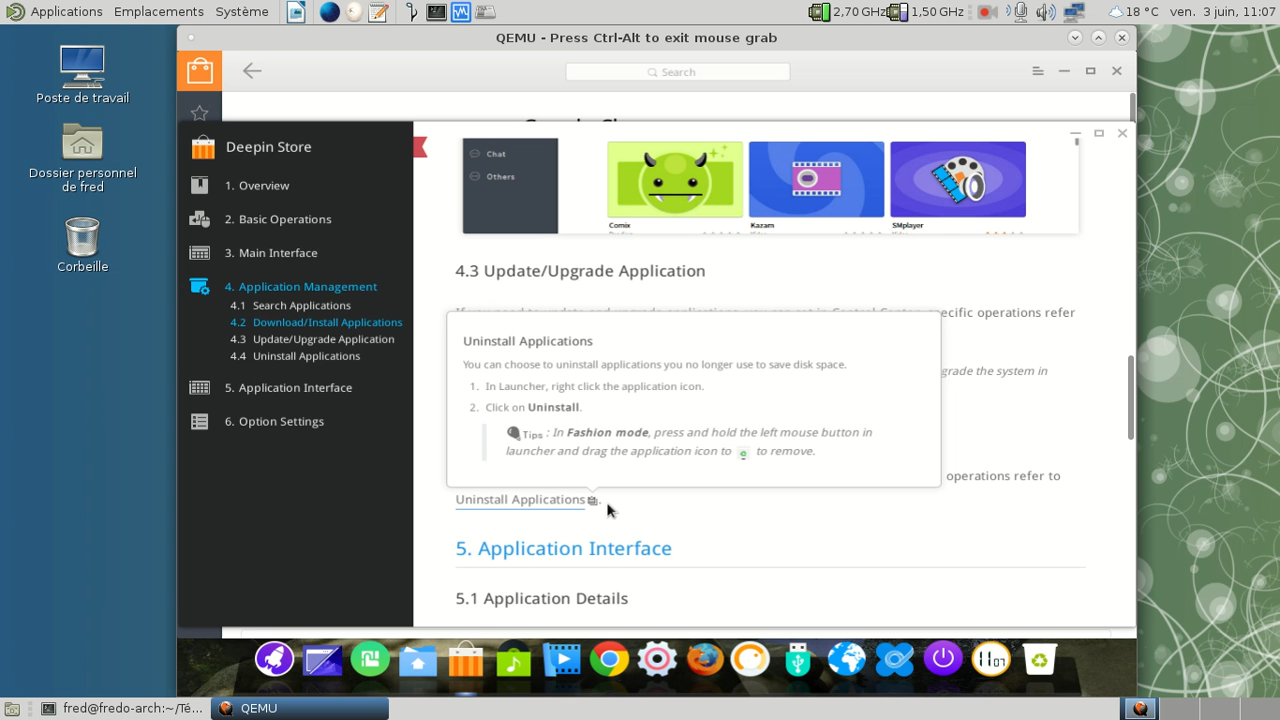 Applications Emplacements Système
2,70 GHz 1,50 GHz 18 °C ven. 3 juin, 11:07
Poste de travail
Dossier personnel
de fred
Corbeille
QEMU - Press Ctrl-Alt to exit mouse grab
Search
Deepin Store
1. Overview
2. Basic Operations
3. Main Interface
4. Application Management
4.1 Search Applications
4.2 Download/Install Applications
4.3 Update/Upgrade Application
4.4 Uninstall Applications
5. Application Interface
6. Option Settings
Chat
Others
Comix Kazam SMplayer
4.3 Update/Upgrade Application
specific operations refer
Uninstall Applications
You can choose to uninstall applications you no longer use to save disk space.
grade the system in
1. In Launcher, right click the application icon.
2. Click on Uninstall.
Tips : In Fashion mode, press and hold the left mouse button in
launcher and drag the application icon to to remove.
operations refer to
Uninstall Applications .
5. Application Interface
5.1 Application Details
11 07
fred@fredo-arch:~/Té...
QEMU